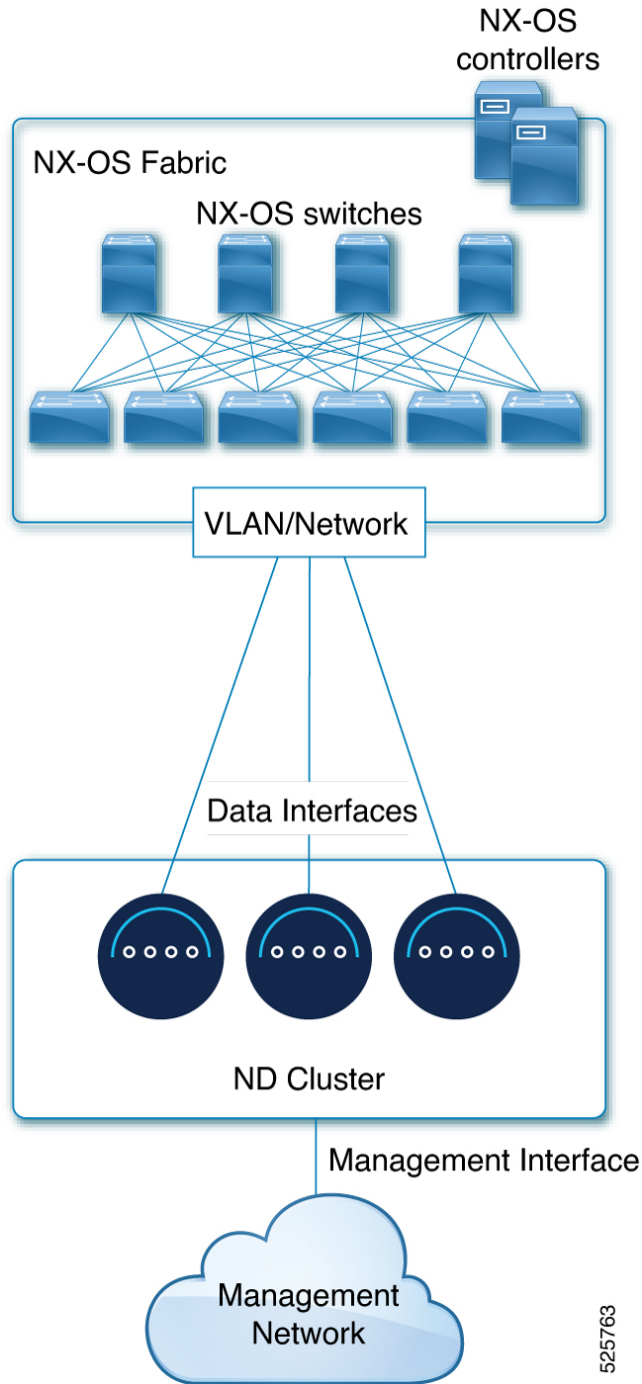 NX-OS
controllers
NX-OS Fabric
NX-OS switches
VLAN/Network
Data Interfaces
ND Cluster
Management Interface
Management
Network
525763